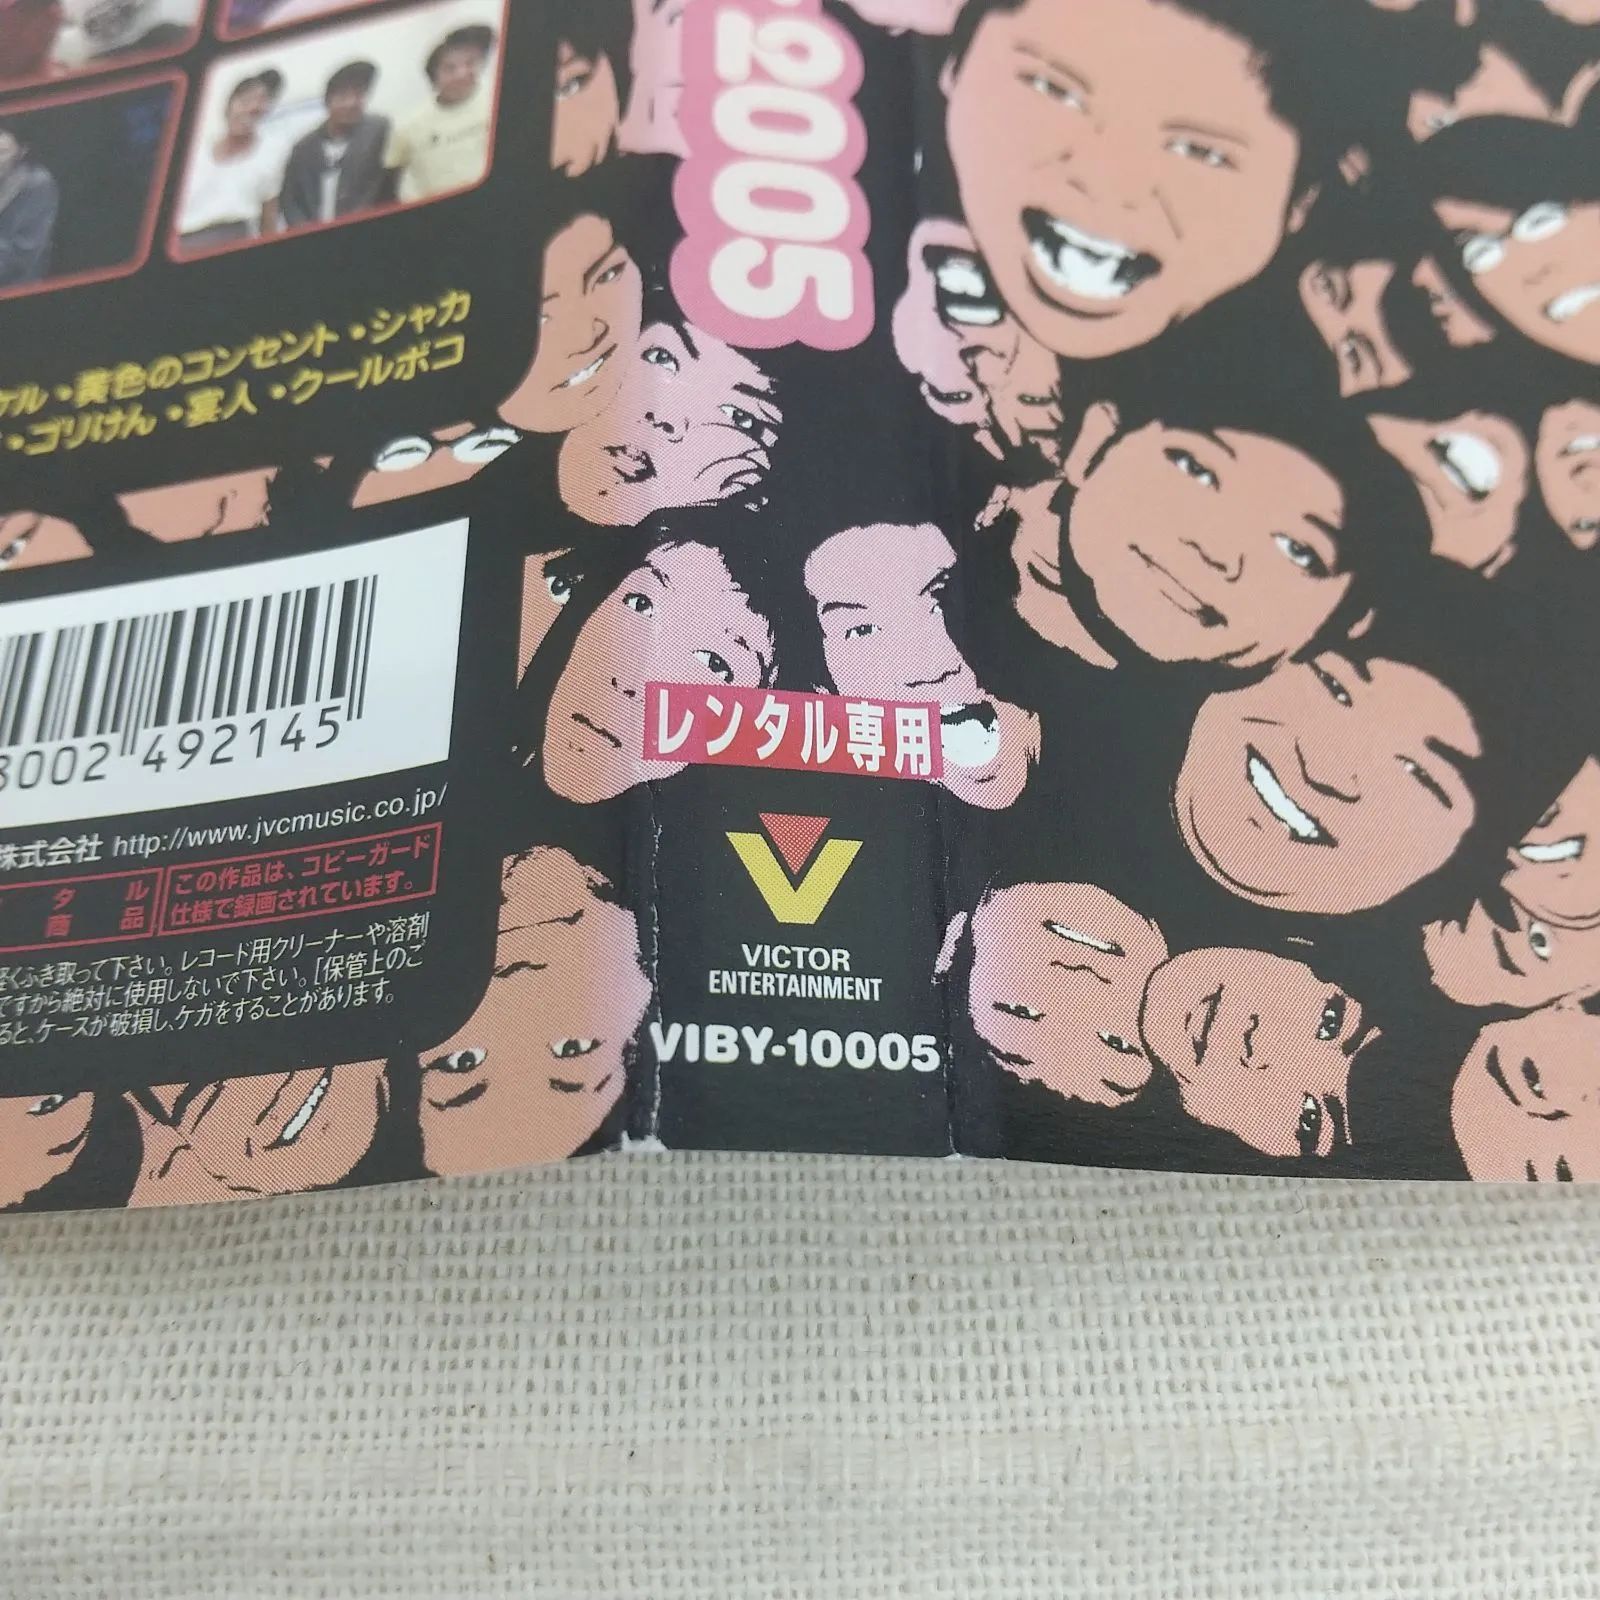 2005
ケル・黄色のコンセント・シャカ
・ゴリけん・宴人・クールポコ
3002 492145
株式会社 http://www.jvcmusic.co.jp/
タル
商品
この作品は、コピーガード
仕様で録画されています。
軽くふき取って下さい。レコード用クリーナーや溶剤
ですから絶対に使用しないで下さい。［保管上のご
ると、ケースが破損し、ケガをすることがあります。
レンタル専用
VICTOR
ENTERTAINMENT
VIBY-10005